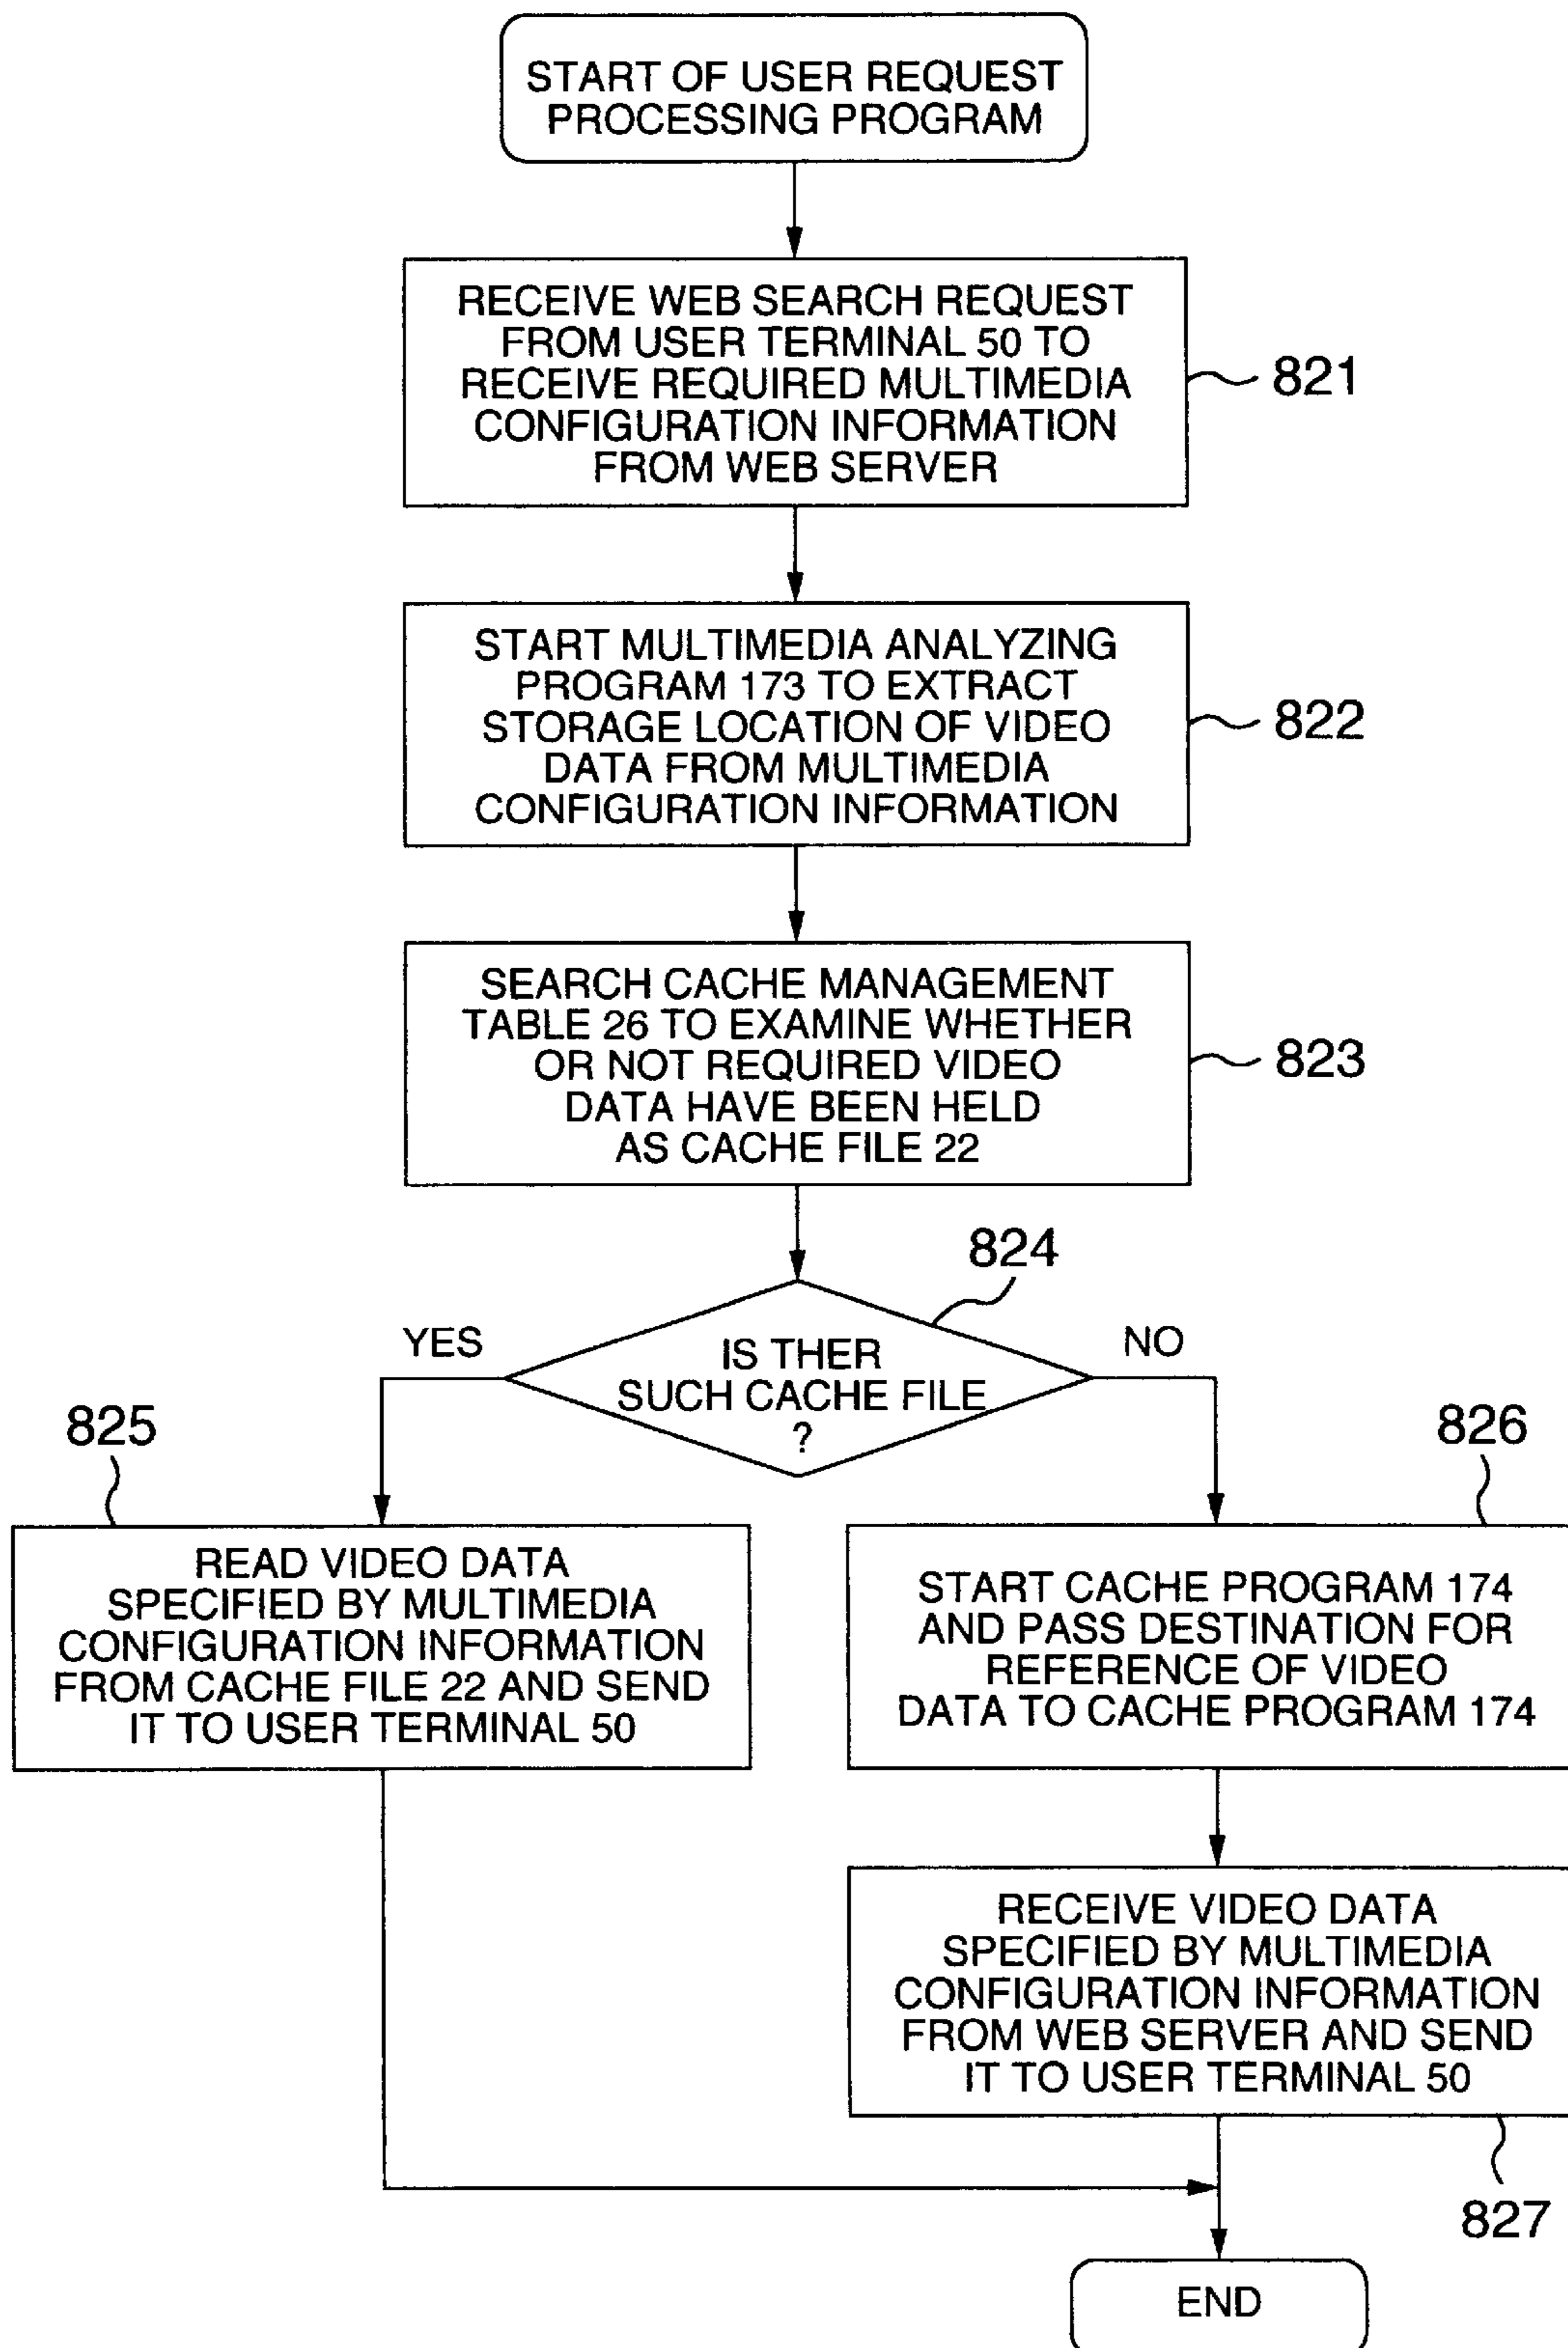 START OF USER REQUEST
PROCESSING PROGRAM
RECEIVE WEB SEARCH REQUEST
FROM USER TERMINAL 50 TO
RECEIVE REQUIRED MULTIMEDIA
CONFIGURATION INFORMATION
FROM WEB SERVER
821
START MULTIMEDIA ANALYZING
PROGRAM 173 TO EXTRACT
STORAGE LOCATION OF VIDEO
DATA FROM MULTIMEDIA
CONFIGURATION INFORMATION
822
SEARCH CACHE MANAGEMENT
TABLE 26 TO EXAMINE WHETHER
OR NOT REQUIRED VIDEO
DATA HAVE BEEN HELD
AS CACHE FILE 22
823
824
YES
IS THER
SUCH CACHE FILE
?
NO
825
READ VIDEO DATA
SPECIFIED BY MULTIMEDIA
CONFIGURATION INFORMATION
FROM CACHE FILE 22 AND SEND
IT TO USER TERMINAL 50
826
START CACHE PROGRAM 174
AND PASS DESTINATION FOR
REFERENCE OF VIDEO
DATA TO CACHE PROGRAM 174
RECEIVE VIDEO DATA
SPECIFIED BY MULTIMEDIA
CONFIGURATION INFORMATION
FROM WEB SERVER AND SEND
IT TO USER TERMINAL 50
827
END